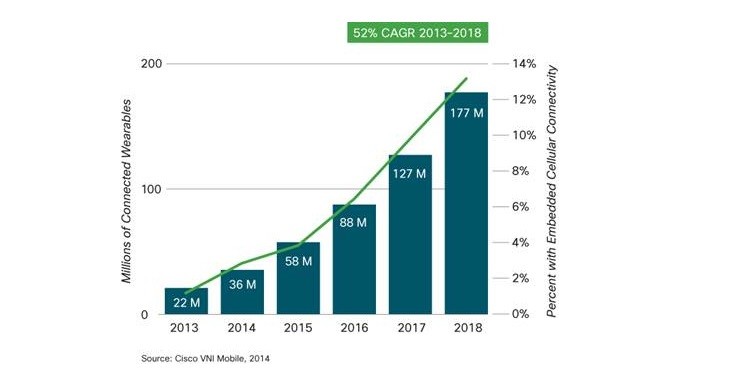 52% CAGR 2013–2018
Millions of Connected Wearables
200
100
0
22 M
36 M
58 M
88 M
127 M
177 M
2013
2014
2015
2016
2017
2018
14%
12%
10%
8%
6%
4%
2%
0%
Percent with Embedded Cellular Connectivity
Source: Cisco VNI Mobile, 2014